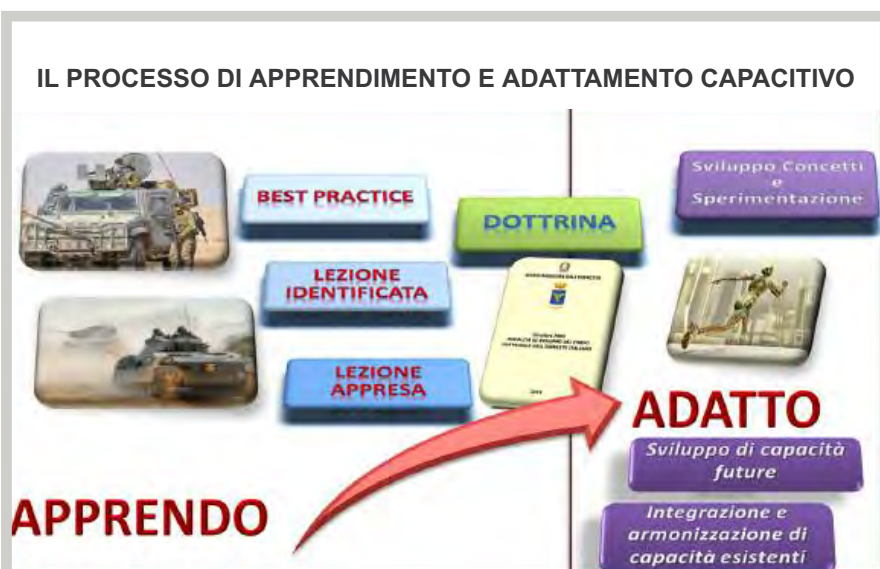 IL PROCESSO DI APPRENDIMENTO E ADATTAMENTO CAPACITIVO
BEST PRACTICE
LEZIONE
IDENTIFICATA
LEZIONE
APPRESA
DOTTRINA
Sviluppo Concetti
e
Sperimentazione
APPRENDO
ADATTO
Sviluppo di capacità
future
Integrazione e
armonizzazione di
capacità esistenti